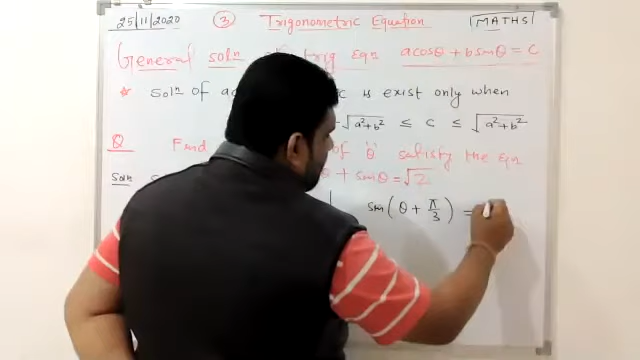 25/11/2020 3 Trigonometric Equation MATHS
General solⁿ trig eqn acosθ + bsinθ = c
* Solⁿ of c is exist only when
-√a²+b² ≤ c ≤ √a²+b²
Q Find of 'θ' satisfy the eqn
Solⁿ θ + sinθ = √2
sin(θ + π/3) =